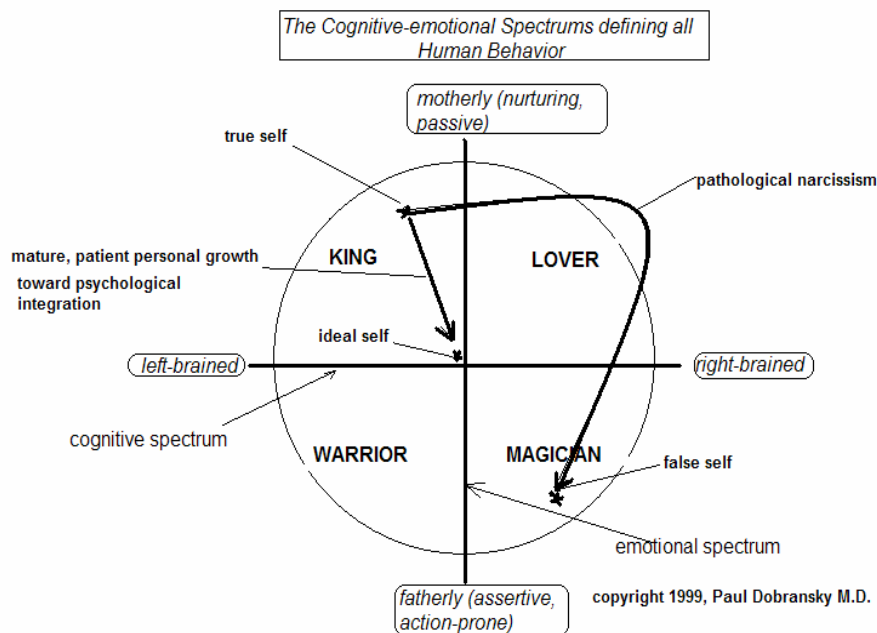 The Cognitive-emotional Spectrums defining all
Human Behavior
motherly (nurturing,
passive)
true self
pathological narcissism
mature, patient personal growth
toward psychological
integration
KING
LOVER
ideal self
left-brained
right-brained
cognitive spectrum
WARRIOR
MAGICIAN
false self
emotional spectrum
fatherly (assertive,
action-prone)
copyright 1999, Paul Dobransky M.D.